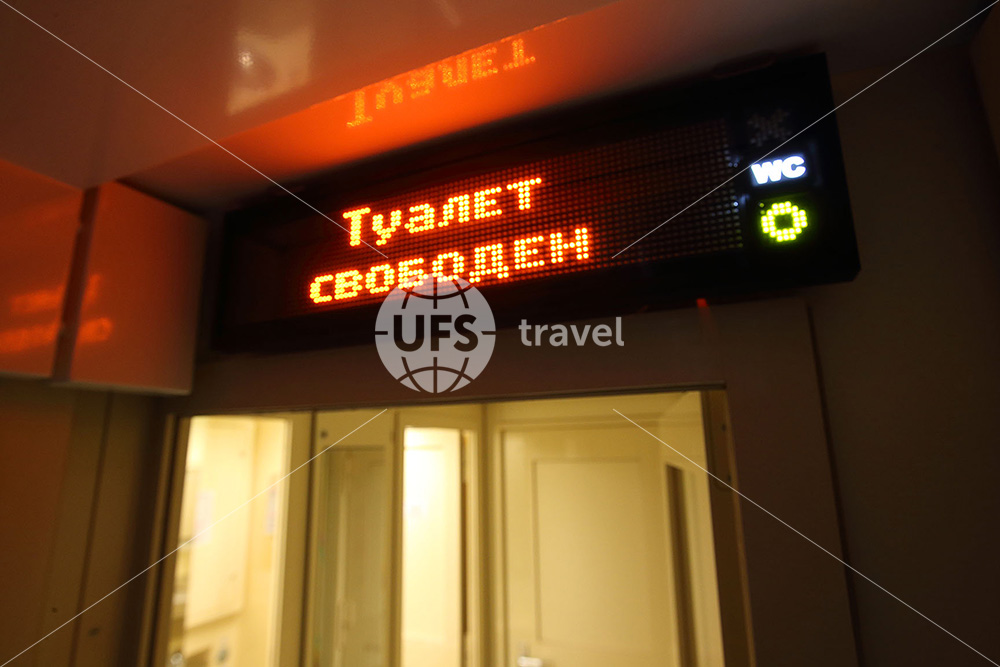 Туалет
свободен
WC
UFS travel